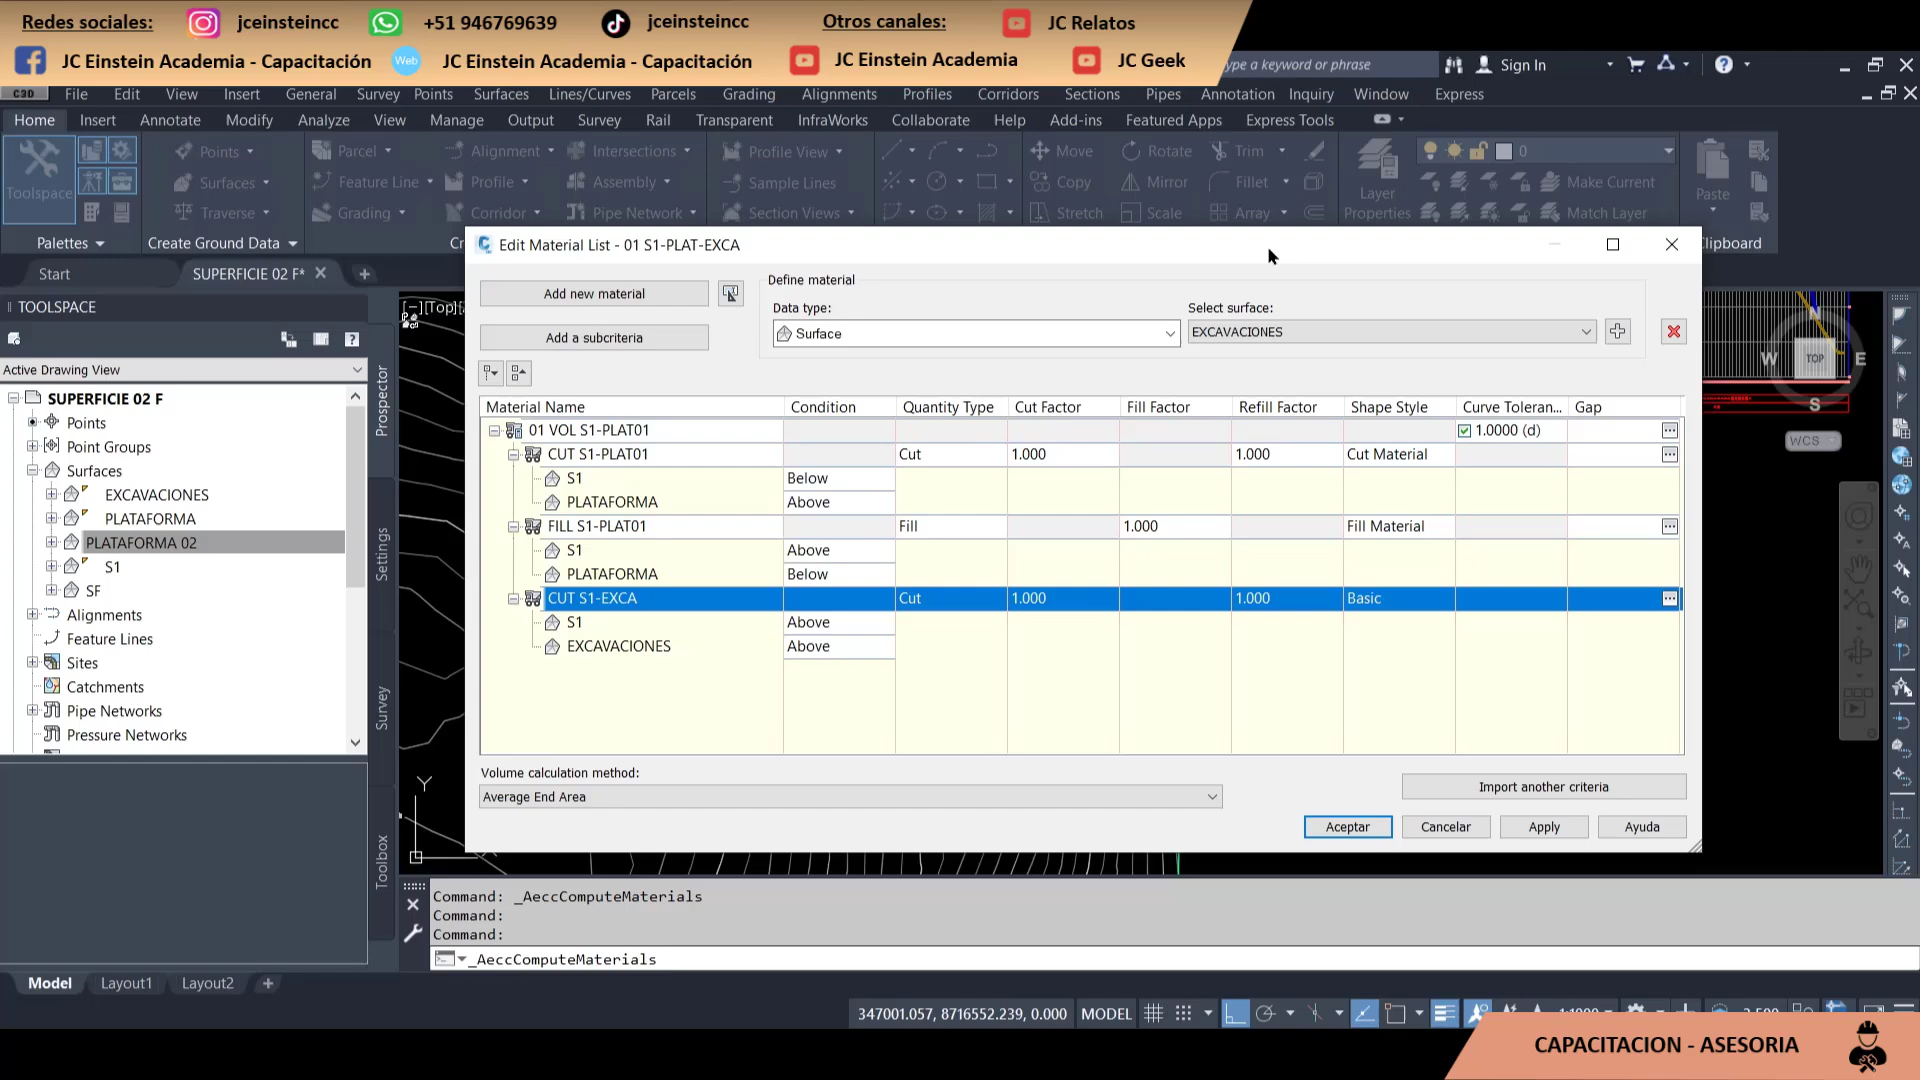 Redes sociales: jceinsteincc +51 946769639 jceinsteincc Otros canales: JC Relatos
JC Einstein Academia - Capacitación Web JC Einstein Academia - Capacitación JC Einstein Academia JC Geek
Type a keyword or phrase Sign In
C3D File Edit View Insert General Survey Points Surfaces Lines/Curves Parcels Grading Alignments Profiles Corridors Sections Pipes Annotation Inquiry Window Express
Home Insert Annotate Modify Analyze View Manage Output Survey Rail Transparent InfraWorks Collaborate Help Add-ins Featured Apps Express Tools
Toolspace Points Parcel Alignment Intersections Profile View Move Rotate Trim 0
Surfaces Feature Line Profile Assembly Sample Lines Copy Mirror Fillet Layer Properties Make Current Paste
Traverse Grading Corridor Pipe Network Section Views Stretch Scale Array Match Layer
Palettes Create Ground Data Clipboard
Start SUPERFICIE 02 F*
Edit Material List - 01 S1-PLAT-EXCA
Add new material
Add a subcriteria
Define material
Data type: Select surface:
Surface EXCAVACIONES
Material Name Condition Quantity Type Cut Factor Fill Factor Refill Factor Shape Style Curve Toleran... Gap
01 VOL S1-PLAT01 1.0000 (d) ...
CUT S1-PLAT01 Cut 1.000 1.000 Cut Material ...
S1 Below
PLATAFORMA Above
FILL S1-PLAT01 Fill 1.000 Fill Material ...
S1 Above
PLATAFORMA Below
CUT S1-EXCA Cut 1.000 1.000 Basic ...
S1 Above
EXCAVACIONES Above
Volume calculation method:
Average End Area
Import another criteria
Aceptar Cancelar Apply Ayuda
TOOLSPACE
Active Drawing View
SUPERFICIE 02 F
Points
Point Groups
Surfaces
EXCAVACIONES
PLATAFORMA
PLATAFORMA 02
S1
SF
Alignments
Feature Lines
Sites
Catchments
Pipe Networks
Pressure Networks
Prospector
Settings
Survey
Toolbox
[−][Top]
N
W TOP E
S
WCS
Y
Command: _AeccComputeMaterials
Command:
Command:
_AeccComputeMaterials
Model Layout1 Layout2
347001.057, 8716552.239, 0.000 MODEL
CAPACITACION - ASESORIA